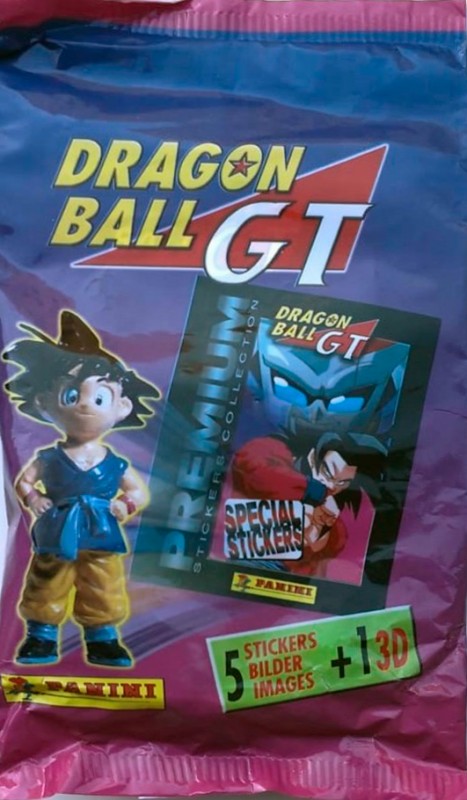 DRAGON
BALL GT
DRAGON
BALL GT
PREMIUM
STICKERS COLLECTION
SPECIAL
STICKERS
PANINI
5 STICKERS
BILDER
IMAGES
+1 3D
PANINI